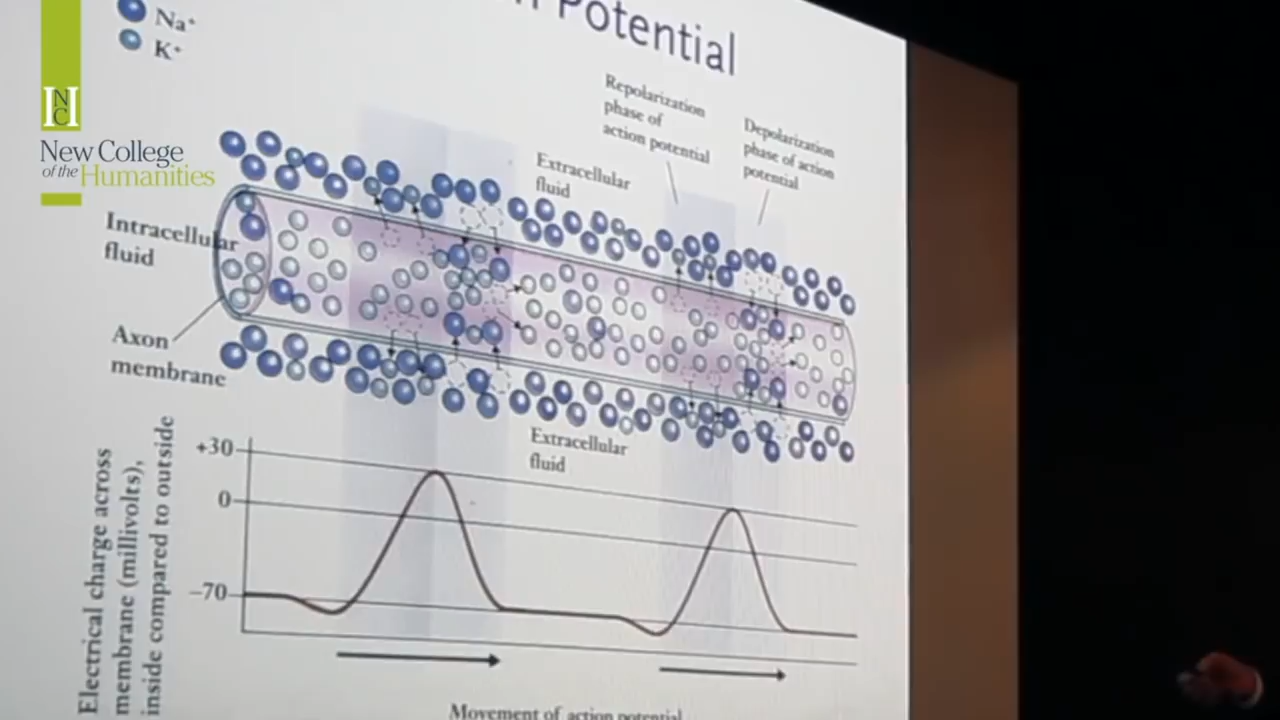 Potential
Na+
K+
NCH
New College
of the Humanities
Repolarization
phase of
action potential
Depolarization
phase of action
potential
Extracellular
fluid
Intracellular
fluid
Axon
membrane
Extracellular
fluid
+30
0
-70
Electrical charge across
membrane (millivolts),
inside compared to outside
Movement of action potential